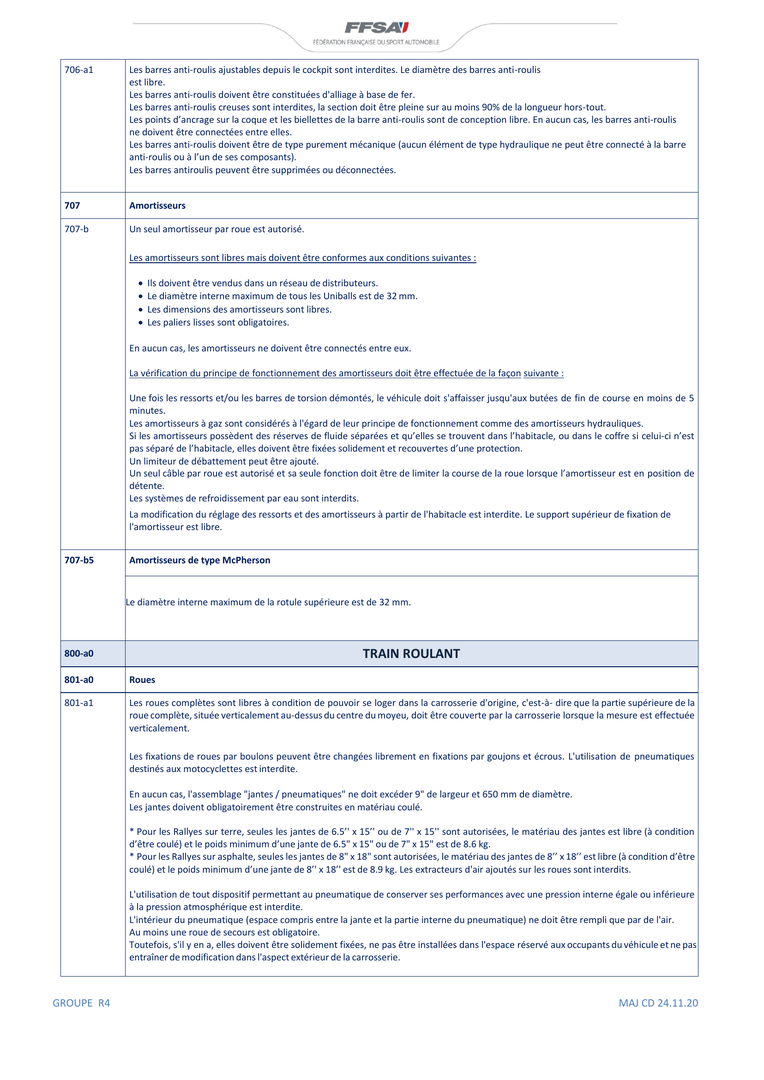 FFSA
FÉDÉRATION FRANÇAISE DU SPORT AUTOMOBILE
706-a1
Les barres anti-roulis ajustables depuis le cockpit sont interdites. Le diamètre des barres anti-roulis
est libre.
Les barres anti-roulis doivent être constituées d'alliage à base de fer.
Les barres anti-roulis creuses sont interdites, la section doit être pleine sur au moins 90% de la longueur hors-tout.
Les points d’ancrage sur la coque et les biellettes de la barre anti-roulis sont de conception libre. En aucun cas, les barres anti-roulis
ne doivent être connectées entre elles.
Les barres anti-roulis doivent être de type purement mécanique (aucun élément de type hydraulique ne peut être connecté à la barre
anti-roulis ou à l’un de ses composants).
Les barres antiroulis peuvent être supprimées ou déconnectées.
707 Amortisseurs
707-b Un seul amortisseur par roue est autorisé.
Les amortisseurs sont libres mais doivent être conformes aux conditions suivantes :
• Ils doivent être vendus dans un réseau de distributeurs.
• Le diamètre interne maximum de tous les Uniballs est de 32 mm.
• Les dimensions des amortisseurs sont libres.
• Les paliers lisses sont obligatoires.
En aucun cas, les amortisseurs ne doivent être connectés entre eux.
La vérification du principe de fonctionnement des amortisseurs doit être effectuée de la façon suivante :
Une fois les ressorts et/ou les barres de torsion démontés, le véhicule doit s'affaisser jusqu'aux butées de fin de course en moins de 5
minutes.
Les amortisseurs à gaz sont considérés à l'égard de leur principe de fonctionnement comme des amortisseurs hydrauliques.
Si les amortisseurs possèdent des réserves de fluide séparées et qu’elles se trouvent dans l’habitacle, ou dans le coffre si celui-ci n’est
pas séparé de l’habitacle, elles doivent être fixées solidement et recouvertes d’une protection.
Un limiteur de débattement peut être ajouté.
Un seul câble par roue est autorisé et sa seule fonction doit être de limiter la course de la roue lorsque l’amortisseur est en position de
détente.
Les systèmes de refroidissement par eau sont interdits.
La modification du réglage des ressorts et des amortisseurs à partir de l'habitacle est interdite. Le support supérieur de fixation de
l’amortisseur est libre.
707-b5 Amortisseurs de type McPherson
Le diamètre interne maximum de la rotule supérieure est de 32 mm.
800-a0 TRAIN ROULANT
801-a0 Roues
801-a1 Les roues complètes sont libres à condition de pouvoir se loger dans la carrosserie d'origine, c'est-à- dire que la partie supérieure de la
roue complète, située verticalement au-dessus du centre du moyeu, doit être couverte par la carrosserie lorsque la mesure est effectuée
verticalement.
Les fixations de roues par boulons peuvent être changées librement en fixations par goujons et écrous. L'utilisation de pneumatiques
destinés aux motocyclettes est interdite.
En aucun cas, l'assemblage "jantes / pneumatiques" ne doit excéder 9" de largeur et 650 mm de diamètre.
Les jantes doivent obligatoirement être construites en matériau coulé.
* Pour les Rallyes sur terre, seules les jantes de 6.5’’ x 15’’ ou de 7’’ x 15'' sont autorisées, le matériau des jantes est libre (à condition
d’être coulé) et le poids minimum d’une jante de 6.5" x 15" ou de 7" x 15" est de 8.6 kg.
* Pour les Rallyes sur asphalte, seules les jantes de 8" x 18" sont autorisées, le matériau des jantes de 8’’ x 18’’ est libre (à condition d’être
coulé) et le poids minimum d’une jante de 8’’ x 18’’ est de 8.9 kg. Les extracteurs d'air ajoutés sur les roues sont interdits.
L'utilisation de tout dispositif permettant au pneumatique de conserver ses performances avec une pression interne égale ou inférieure
à la pression atmosphérique est interdite.
L'intérieur du pneumatique (espace compris entre la jante et la partie interne du pneumatique) ne doit être rempli que par de l'air.
Au moins une roue de secours est obligatoire.
Toutefois, s'il y en a, elles doivent être solidement fixées, ne pas être installées dans l'espace réservé aux occupants du véhicule et ne pas
entraîner de modification dans l'aspect extérieur de la carrosserie.
GROUPE R4 MAJ CD 24.11.20